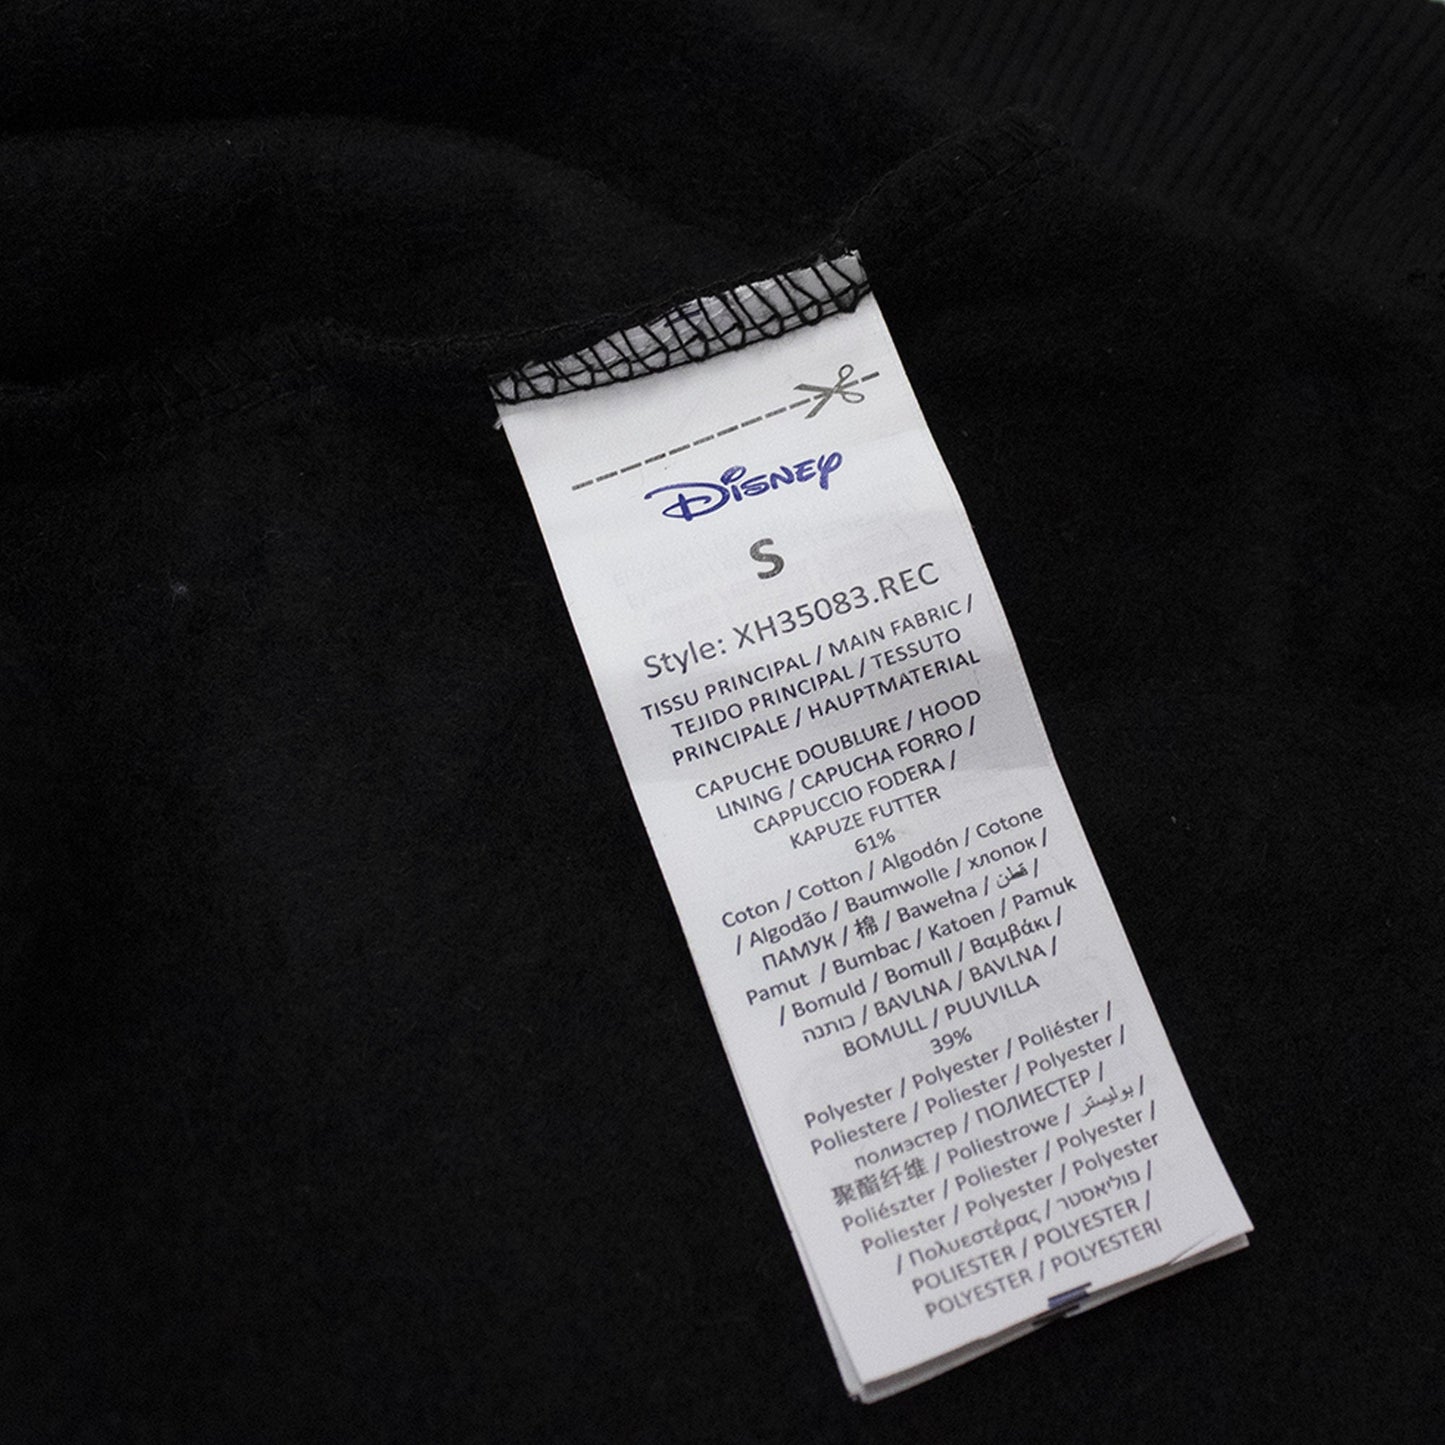 DISNEY
S
Style: XH35083.REC
TISSU PRINCIPAL / MAIN FABRIC /
TEJIDO PRINCIPAL / TESSUTO
PRINCIPALE / HAUPTMATERIAL
CAPUCHE DOUBLURE / HOOD
LINING / CAPUCHA FORRO /
CAPPUCCIO FODERA /
KAPUZE FUTTER
61%
Coton / Cotton / Algodón / Cotone
/ Algodão / Baumwolle / хлопок /
ПАМУК / 棉 / Bawełna / قطن /
Pamut / Bumbac / Katoen / Pamuk
/ Bomuld / Bomull / Βαμβάκι /
כותנה / BAVLNA / BAVLNA /
BOMULL / PUUVILLA
39%
Polyester / Polyester / Poliéster /
Poliestere / Poliester / Polyester /
полиэстер / ПОЛИЕСТЕР /
聚酯纤维 / Poliestrowe / بوليستر /
Poliészter / Poliester / Polyester /
Poliester / Polyester / Polyester
/ Πολυεστέρας / פוליאסטר /
POLIESTER / POLYESTER /
POLYESTER / POLYESTERI